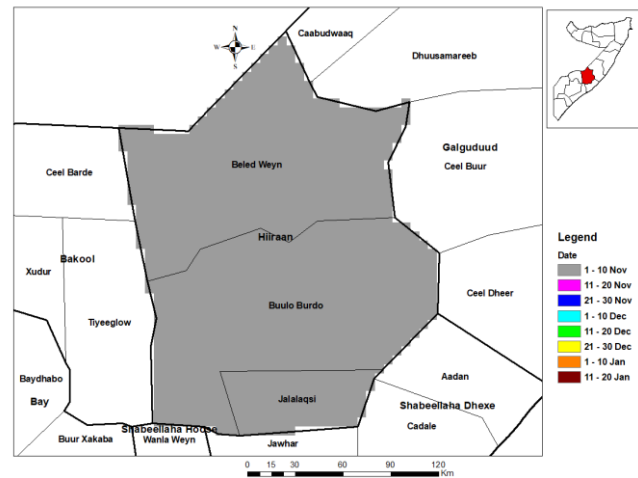 N
W E
S
Caabudwaaq
Dhuusamareeb
Beled Weyn
Galguduud
Ceel Buur
Ceel Barde
Hiiraan
Bakool
Xudur
Buulo Burdo
Ceel Dheer
Tiyeeglow
Baydhabo
Bay
Aadan
Jalalaqsi
Shabeellaha Dhexe
Cadale
Shabeellaha Hoose
Buur Xakaba
Wanla Weyn
Jawhar
0 15 30 60 90 120
Km
Legend
Date
1 - 10 Nov
11 - 20 Nov
21 - 30 Nov
1 - 10 Dec
11 - 20 Dec
21 - 30 Dec
1 - 10 Jan
11 - 20 Jan